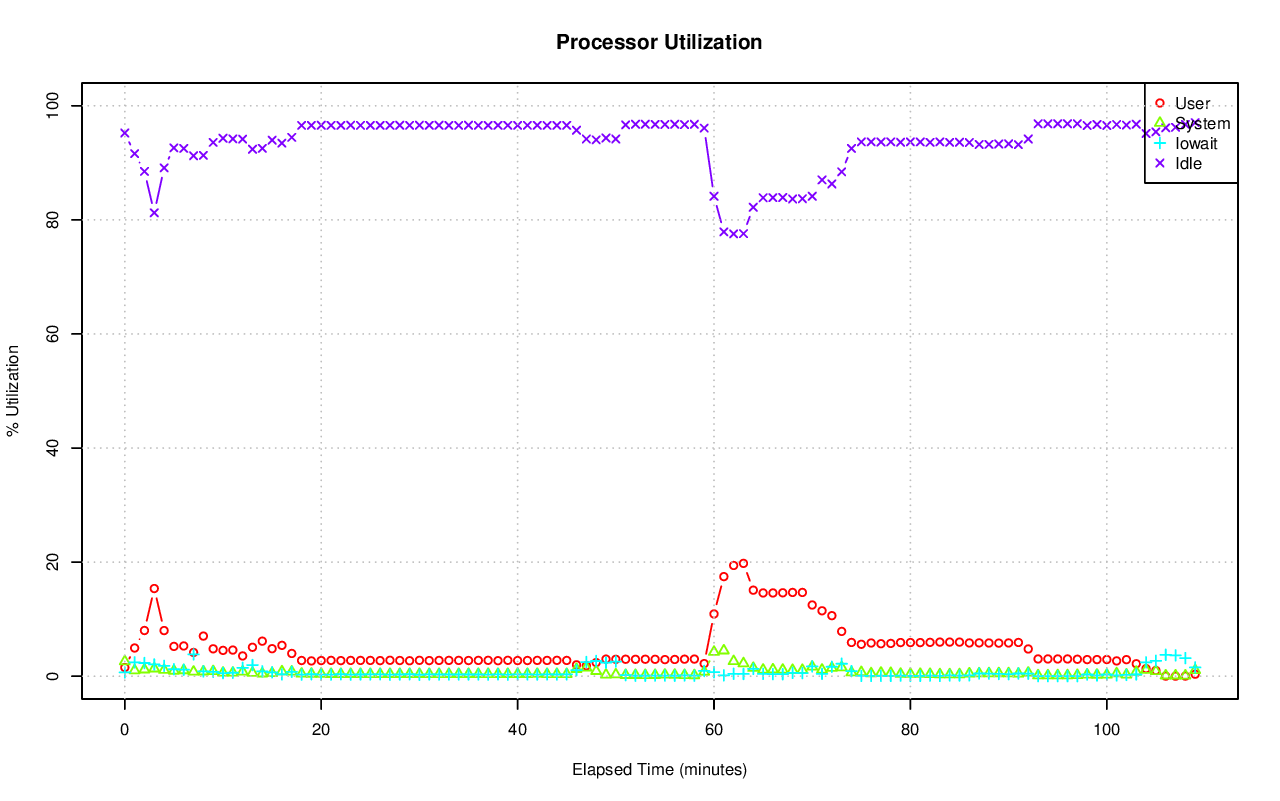 Processor Utilization
100
80
60
40
20
0
% Utilization
User
System
Iowait
Idle
0 20 40 60 80 100
Elapsed Time (minutes)